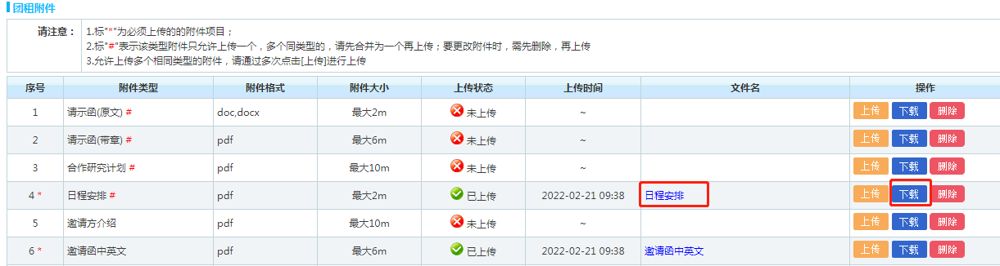 团组附件
请注意： 1.标"*"为必须上传的的附件项目；
2.标"#"表示该类型附件只允许上传一个，多个同类型的，请先合并为一个再上传；要更改附件时，需先删除，再上传
3.允许上传多个相同类型的附件，请通过多次点击[上传]进行上传
序号 附件类型 附件格式 附件大小 上传状态 上传时间 文件名 操作
1 请示函(原文) # doc,docx 最大2m 未上传 ~ 上传 下载 删除
2 请示函(带章) # pdf 最大6m 未上传 ~ 上传 下载 删除
3 合作研究计划 # pdf 最大10m 未上传 ~ 上传 下载 删除
4 * 日程安排 # pdf 最大2m 已上传 2022-02-21 09:38 日程安排 上传 下载 删除
5 邀请方介绍 pdf 最大10m 未上传 ~ 上传 下载 删除
6 * 邀请函中英文 pdf 最大6m 已上传 2022-02-21 09:38 邀请函中英文 上传 下载 删除